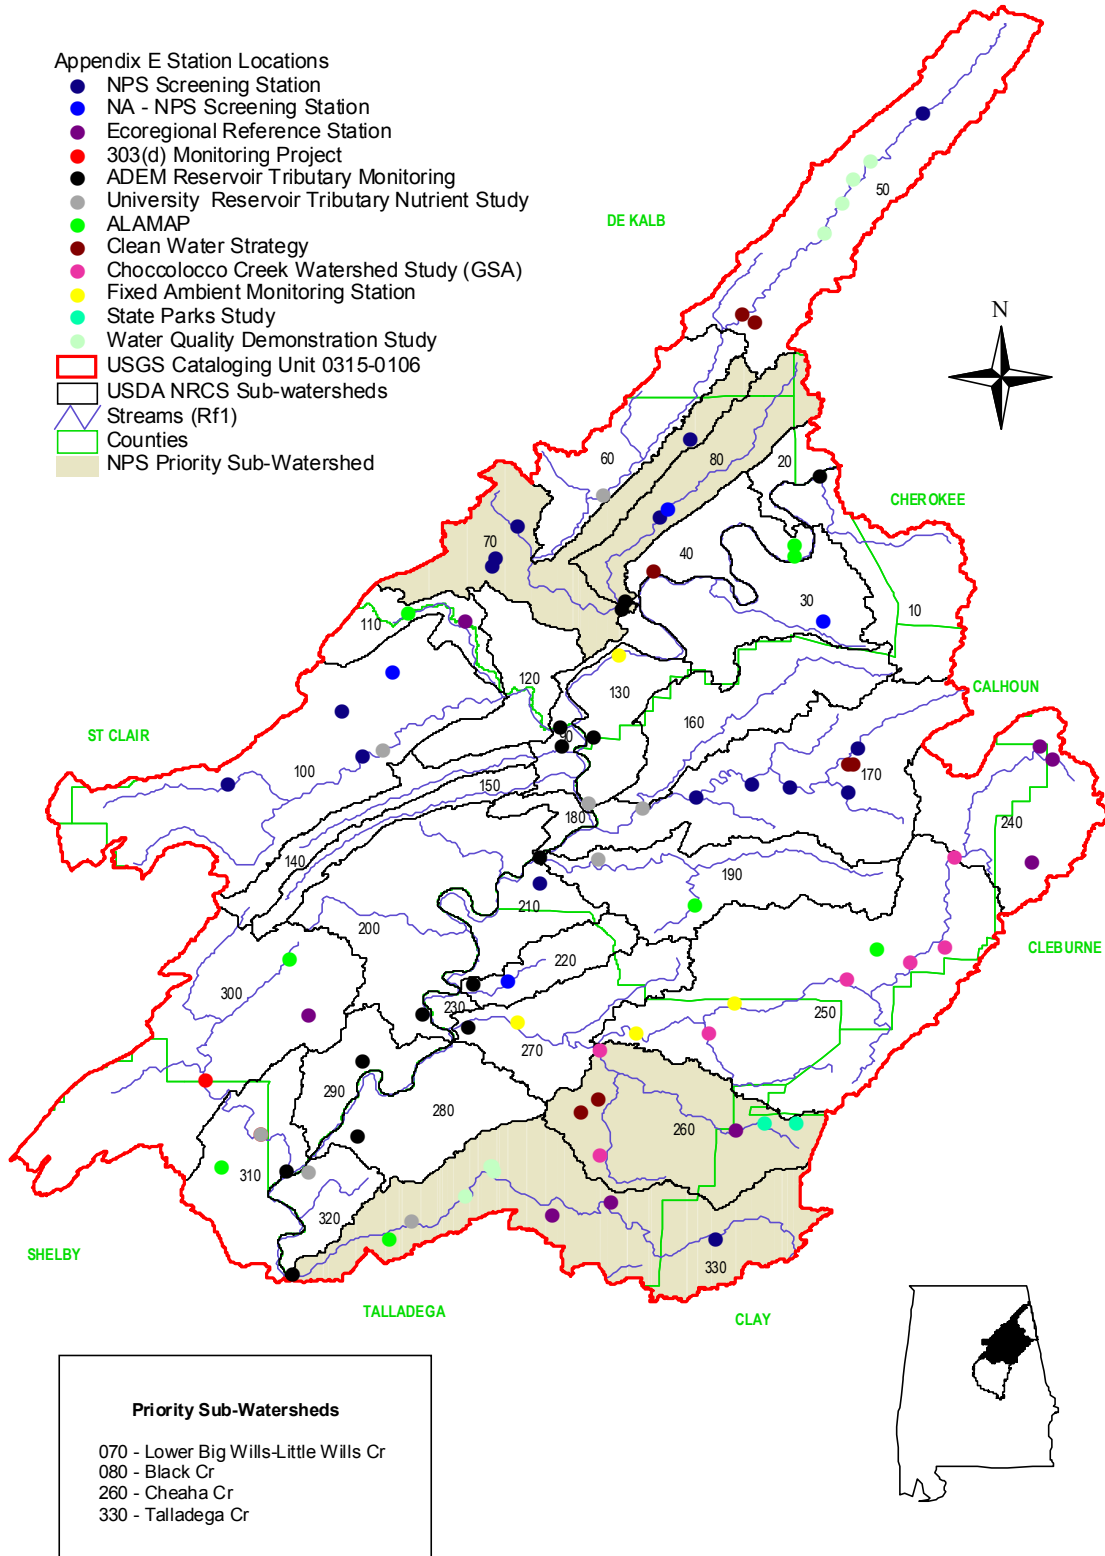 Appendix E Station Locations
NPS Screening Station
NA - NPS Screening Station
Ecoregional Reference Station
303(d) Monitoring Project
ADEM Reservoir Tributary Monitoring
University Reservoir Tributary Nutrient Study
ALAMAP
Clean Water Strategy
Choccolocco Creek Watershed Study (GSA)
Fixed Ambient Monitoring Station
State Parks Study
Water Quality Demonstration Study
USGS Cataloging Unit 0315-0106
USDA NRCS Sub-watersheds
Streams (Rf1)
Counties
NPS Priority Sub-Watershed
50
DE KALB
N
60
80
20
CHEROKEE
70
40
30
10
110
120
130
CALHOUN
160
ST CLAIR
90
100
170
150
180
240
140
190
210
200
CLEBURNE
220
300
230
250
270
290
280
260
310
320
SHELBY
330
TALLADEGA
CLAY
Priority Sub-Watersheds
070 - Lower Big Wills-Little Wills Cr
080 - Black Cr
260 - Cheaha Cr
330 - Talladega Cr